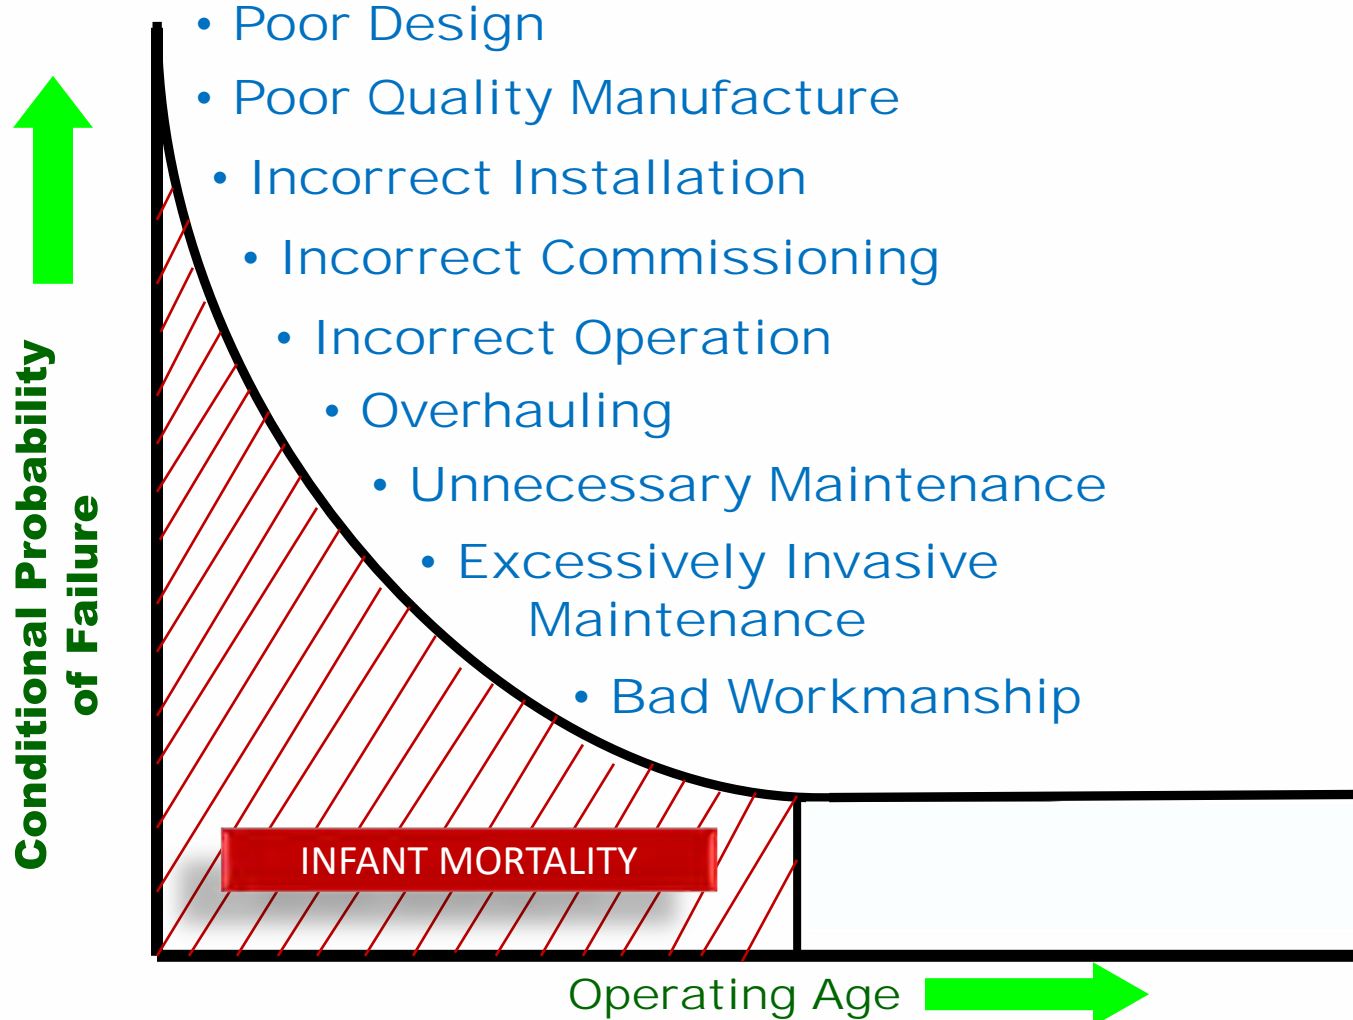 • Poor Design
• Poor Quality Manufacture
• Incorrect Installation
• Incorrect Commissioning
• Incorrect Operation
• Overhauling
• Unnecessary Maintenance
• Excessively Invasive
Maintenance
• Bad Workmanship
Conditional Probability
of Failure
INFANT MORTALITY
Operating Age